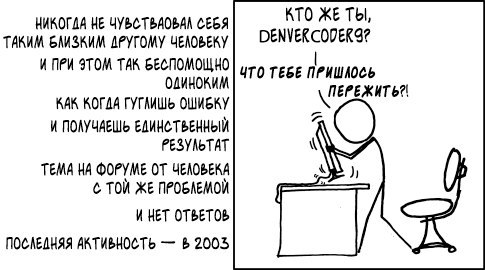 НИКОГДА НЕ ЧУВСТВАОВАЛ СЕБЯ
ТАКИМ БЛИЗКИМ ДРУГОМУ ЧЕЛОВЕКУ
И ПРИ ЭТОМ ТАК БЕСПОМОЩНО
ОДИНОКИМ
КАК КОГДА ГУГЛИШЬ ОШИБКУ
И ПОЛУЧАЕШЬ ЕДИНСТВЕННЫЙ
РЕЗУЛЬТАТ
ТЕМА НА ФОРУМЕ ОТ ЧЕЛОВЕКА
С ТОЙ ЖЕ ПРОБЛЕМОЙ
И НЕТ ОТВЕТОВ
ПОСЛЕДНЯЯ АКТИВНОСТЬ — В 2003
КТО ЖЕ ТЫ,
DENVERCODER9?
ЧТО ТЕБЕ ПРИШЛОСЬ
ПЕРЕЖИТЬ?!